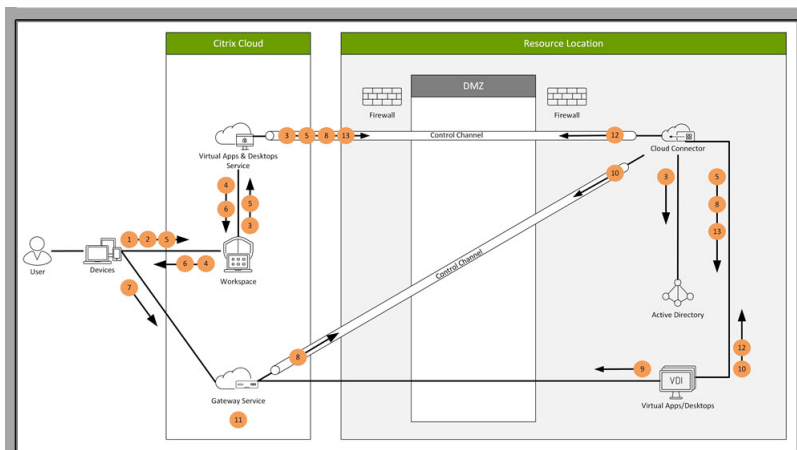 Citrix Cloud
Resource Location
DMZ
Firewall
Firewall
3 5 8 13
Control Channel
12
Virtual Apps & Desktops
Service
Cloud Connector
4
6
5
3
10
3
5
8
13
1 2 5
6 4
User
Devices
Workspace
7
Control Channel
Active Directory
8
12
10
9
VDI
Gateway Service
Virtual Apps/Desktops
11